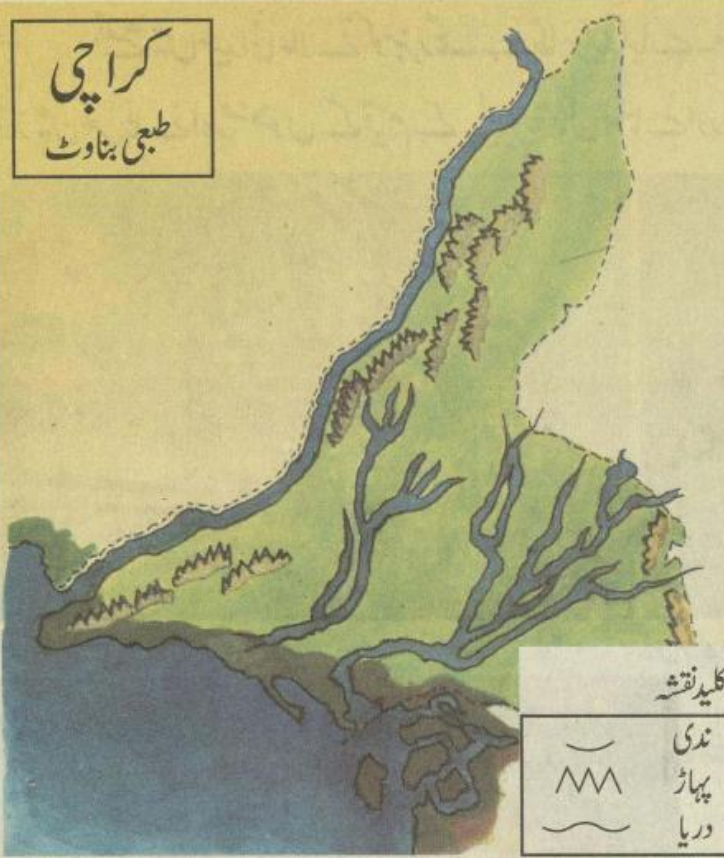 کراچی
طبعی بناوٹ
کلید نقشہ
ندی
پہاڑ
دریا